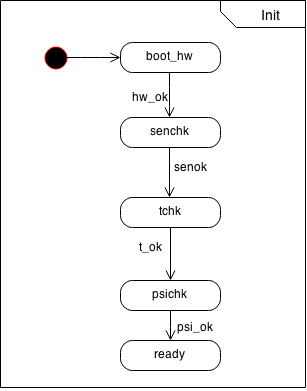 Init
boot_hw
hw_ok
senchk
senok
tchk
t_ok
psichk
psi_ok
ready